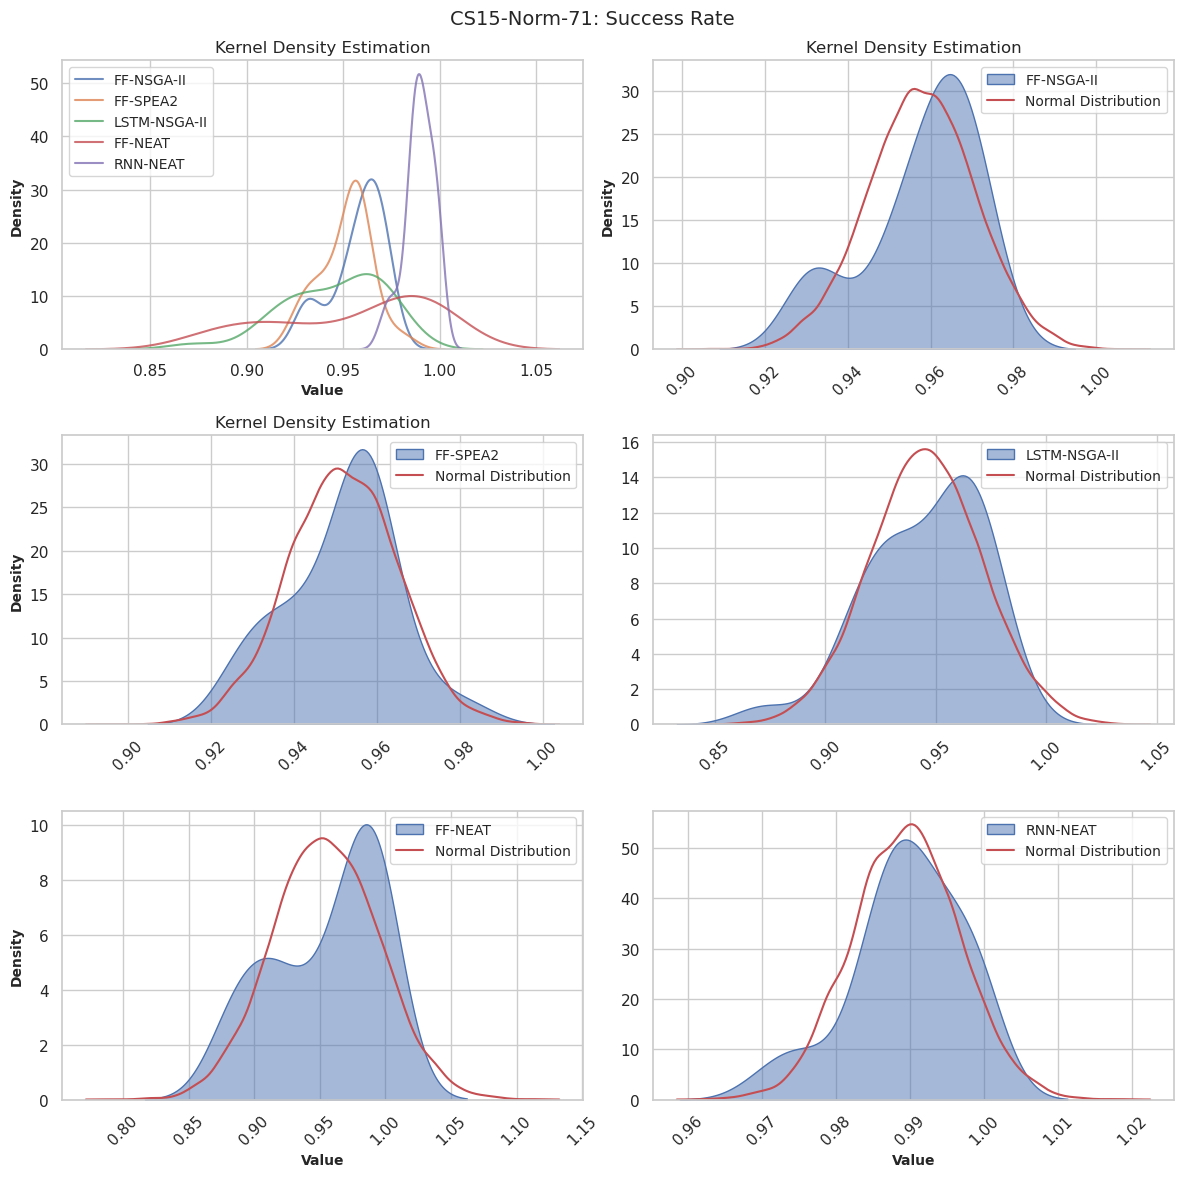 CS15-Norm-71: Success Rate
Kernel Density Estimation
FF-NSGA-II
FF-SPEA2
LSTM-NSGA-II
FF-NEAT
RNN-NEAT
50
40
30
20
10
0
Density
0.85 0.90 0.95 1.00 1.05
Value
Kernel Density Estimation
FF-NSGA-II
Normal Distribution
30
25
20
15
10
5
0
Density
0.90 0.92 0.94 0.96 0.98 1.00
Kernel Density Estimation
FF-SPEA2
Normal Distribution
30
25
20
15
10
5
0
Density
0.90 0.92 0.94 0.96 0.98 1.00
LSTM-NSGA-II
Normal Distribution
16
14
12
10
8
6
4
2
0
0.85 0.90 0.95 1.00 1.05
FF-NEAT
Normal Distribution
10
8
6
4
2
0
Density
0.80 0.85 0.90 0.95 1.00 1.05 1.10 1.15
Value
RNN-NEAT
Normal Distribution
50
40
30
20
10
0
0.96 0.97 0.98 0.99 1.00 1.01 1.02
Value